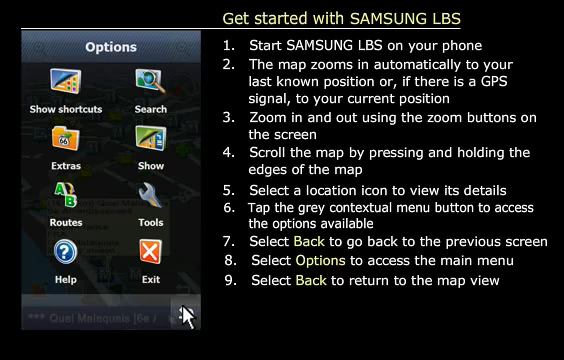 Get started with SAMSUNG LBS
Options
Show shortcuts
Search
Extras
Show
Routes
Tools
Help
Exit
*** Quai Malaquais [6e
1. Start SAMSUNG LBS on your phone
2. The map zooms in automatically to your
last known position or, if there is a GPS
signal, to your current position
3. Zoom in and out using the zoom buttons on
the screen
4. Scroll the map by pressing and holding the
edges of the map
5. Select a location icon to view its details
6. Tap the grey contextual menu button to access
the options available
7. Select Back to go back to the previous screen
8. Select Options to access the main menu
9. Select Back to return to the map view